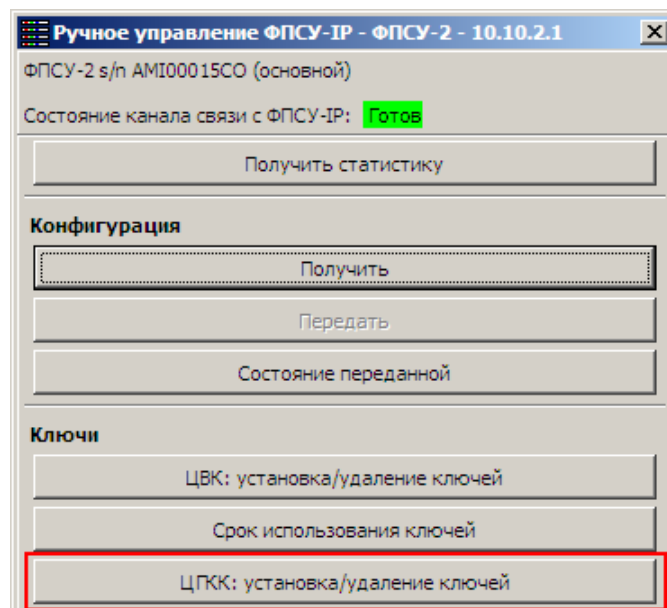 Ручное управление ФПСУ-IP - ФПСУ-2 - 10.10.2.1
ФПСУ-2 s/n AMI00015CO (основной)
Состояние канала связи с ФПСУ-IP: Готов
Получить статистику
Конфигурация
Получить
Передать
Состояние переданной
Ключи
ЦВК: установка/удаление ключей
Срок использования ключей
ЦГКК: установка/удаление ключей